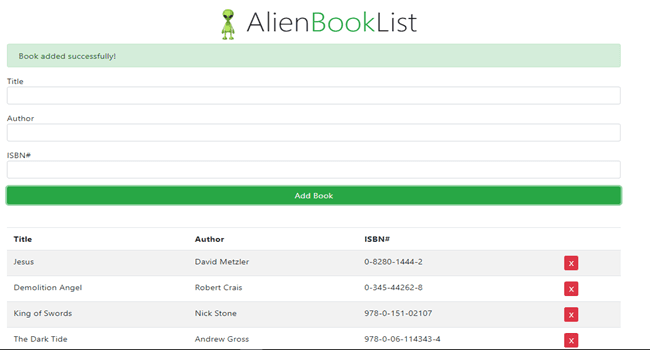 AlienBookList
Book added successfully!
Title
Author
ISBN#
Add Book
Title Author ISBN#
Jesus David Metzler 0-8280-1444-2 X
Demolition Angel Robert Crais 0-345-44262-8 X
King of Swords Nick Stone 978-0-151-02107 X
The Dark Tide Andrew Gross 978-0-06-114343-4 X